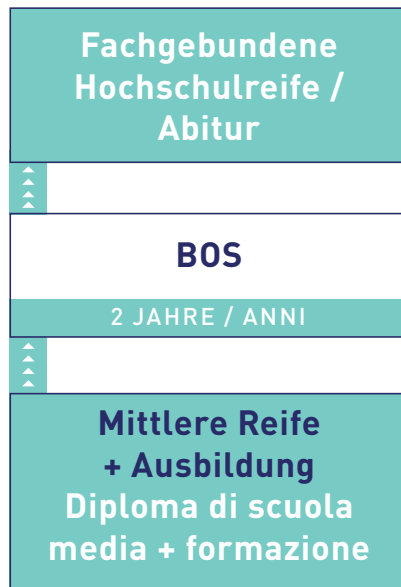 Fachgebundene
Hochschulreife /
Abitur
BOS
2 JAHRE / ANNI
Mittlere Reife
+ Ausbildung
Diploma di scuola
media + formazione